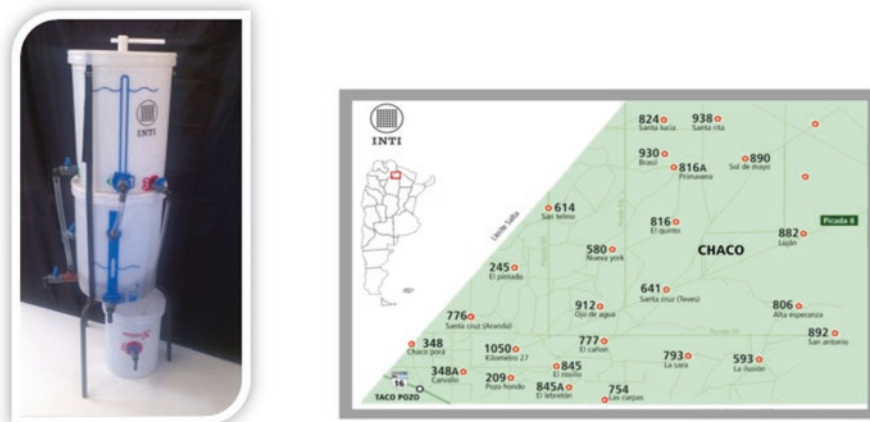 INTI
INTI
Límite Salta
824
Santa lucía
938
Santa rita
930
Brasil
816A
Primavera
890
Sol de mayo
614
San telmo
816
El quinto
Picada 8
882
Luján
580
Nueva york
CHACO
245
El pintado
641
Santa cruz (Teves)
912
Ojo de agua
806
Alta esperanza
776
Santa cruz (Aranda)
892
San antonio
348
Chaco porá
1050
Kilómetro 27
777
El cañon
793
La sara
593
La ilusión
348A
Carvallo
209
Pozo hondo
845
El rosillo
845A
El lebretón
754
Las carpas
16
TACO POZO